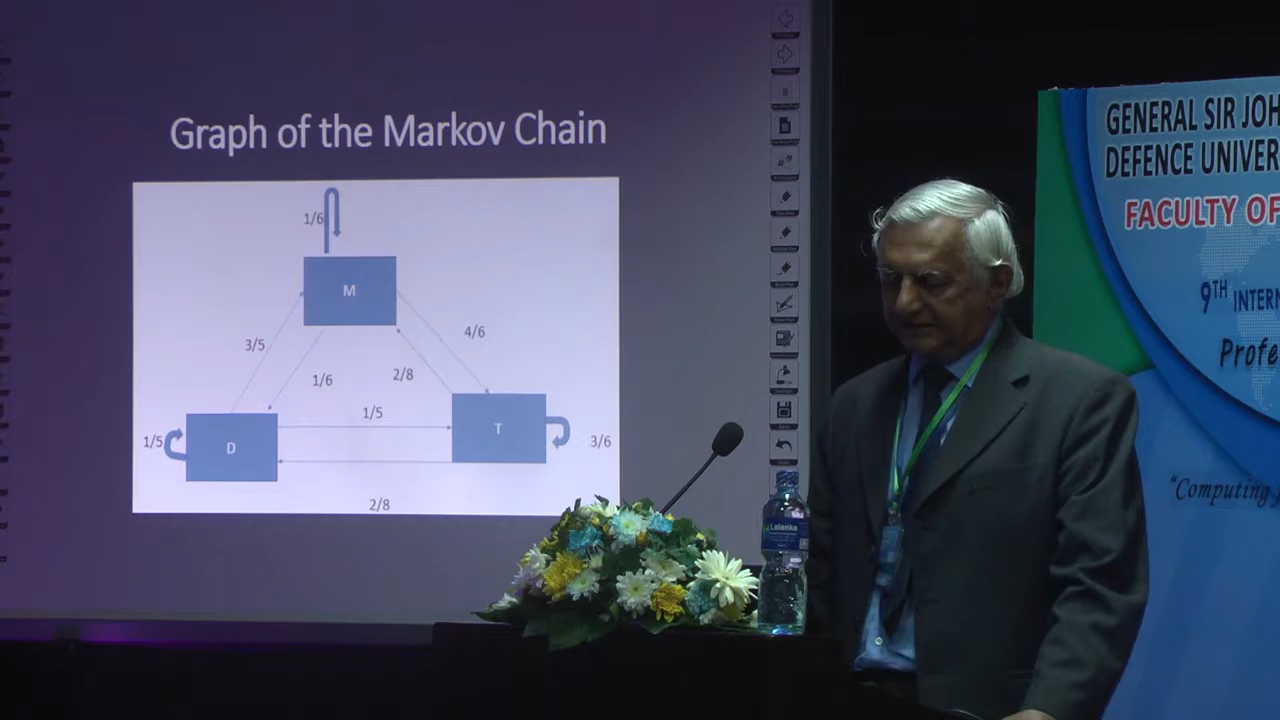 Graph of the Markov Chain
1/6
M
3/5
4/6
1/6
2/8
1/5
1/5
D
T
3/6
2/8
Lalanka
GENERAL SIR JOH
DEFENCE UNIVER
FACULTY OF
9TH INTERN
Profe
"Computing